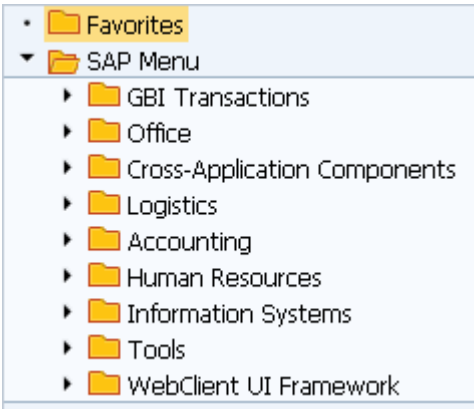 Favorites
SAP Menu
GBI Transactions
Office
Cross-Application Components
Logistics
Accounting
Human Resources
Information Systems
Tools
WebClient UI Framework